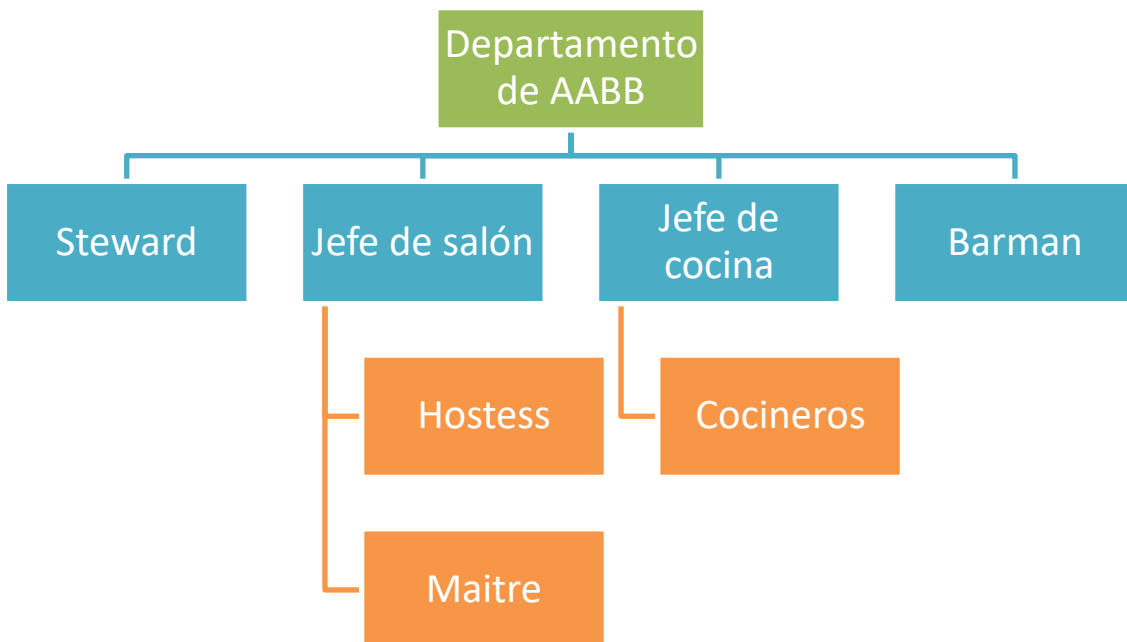 Departamento
de AABB
Steward
Jefe de salón
Jefe de
cocina
Barman
Hostess
Cocineros
Maitre